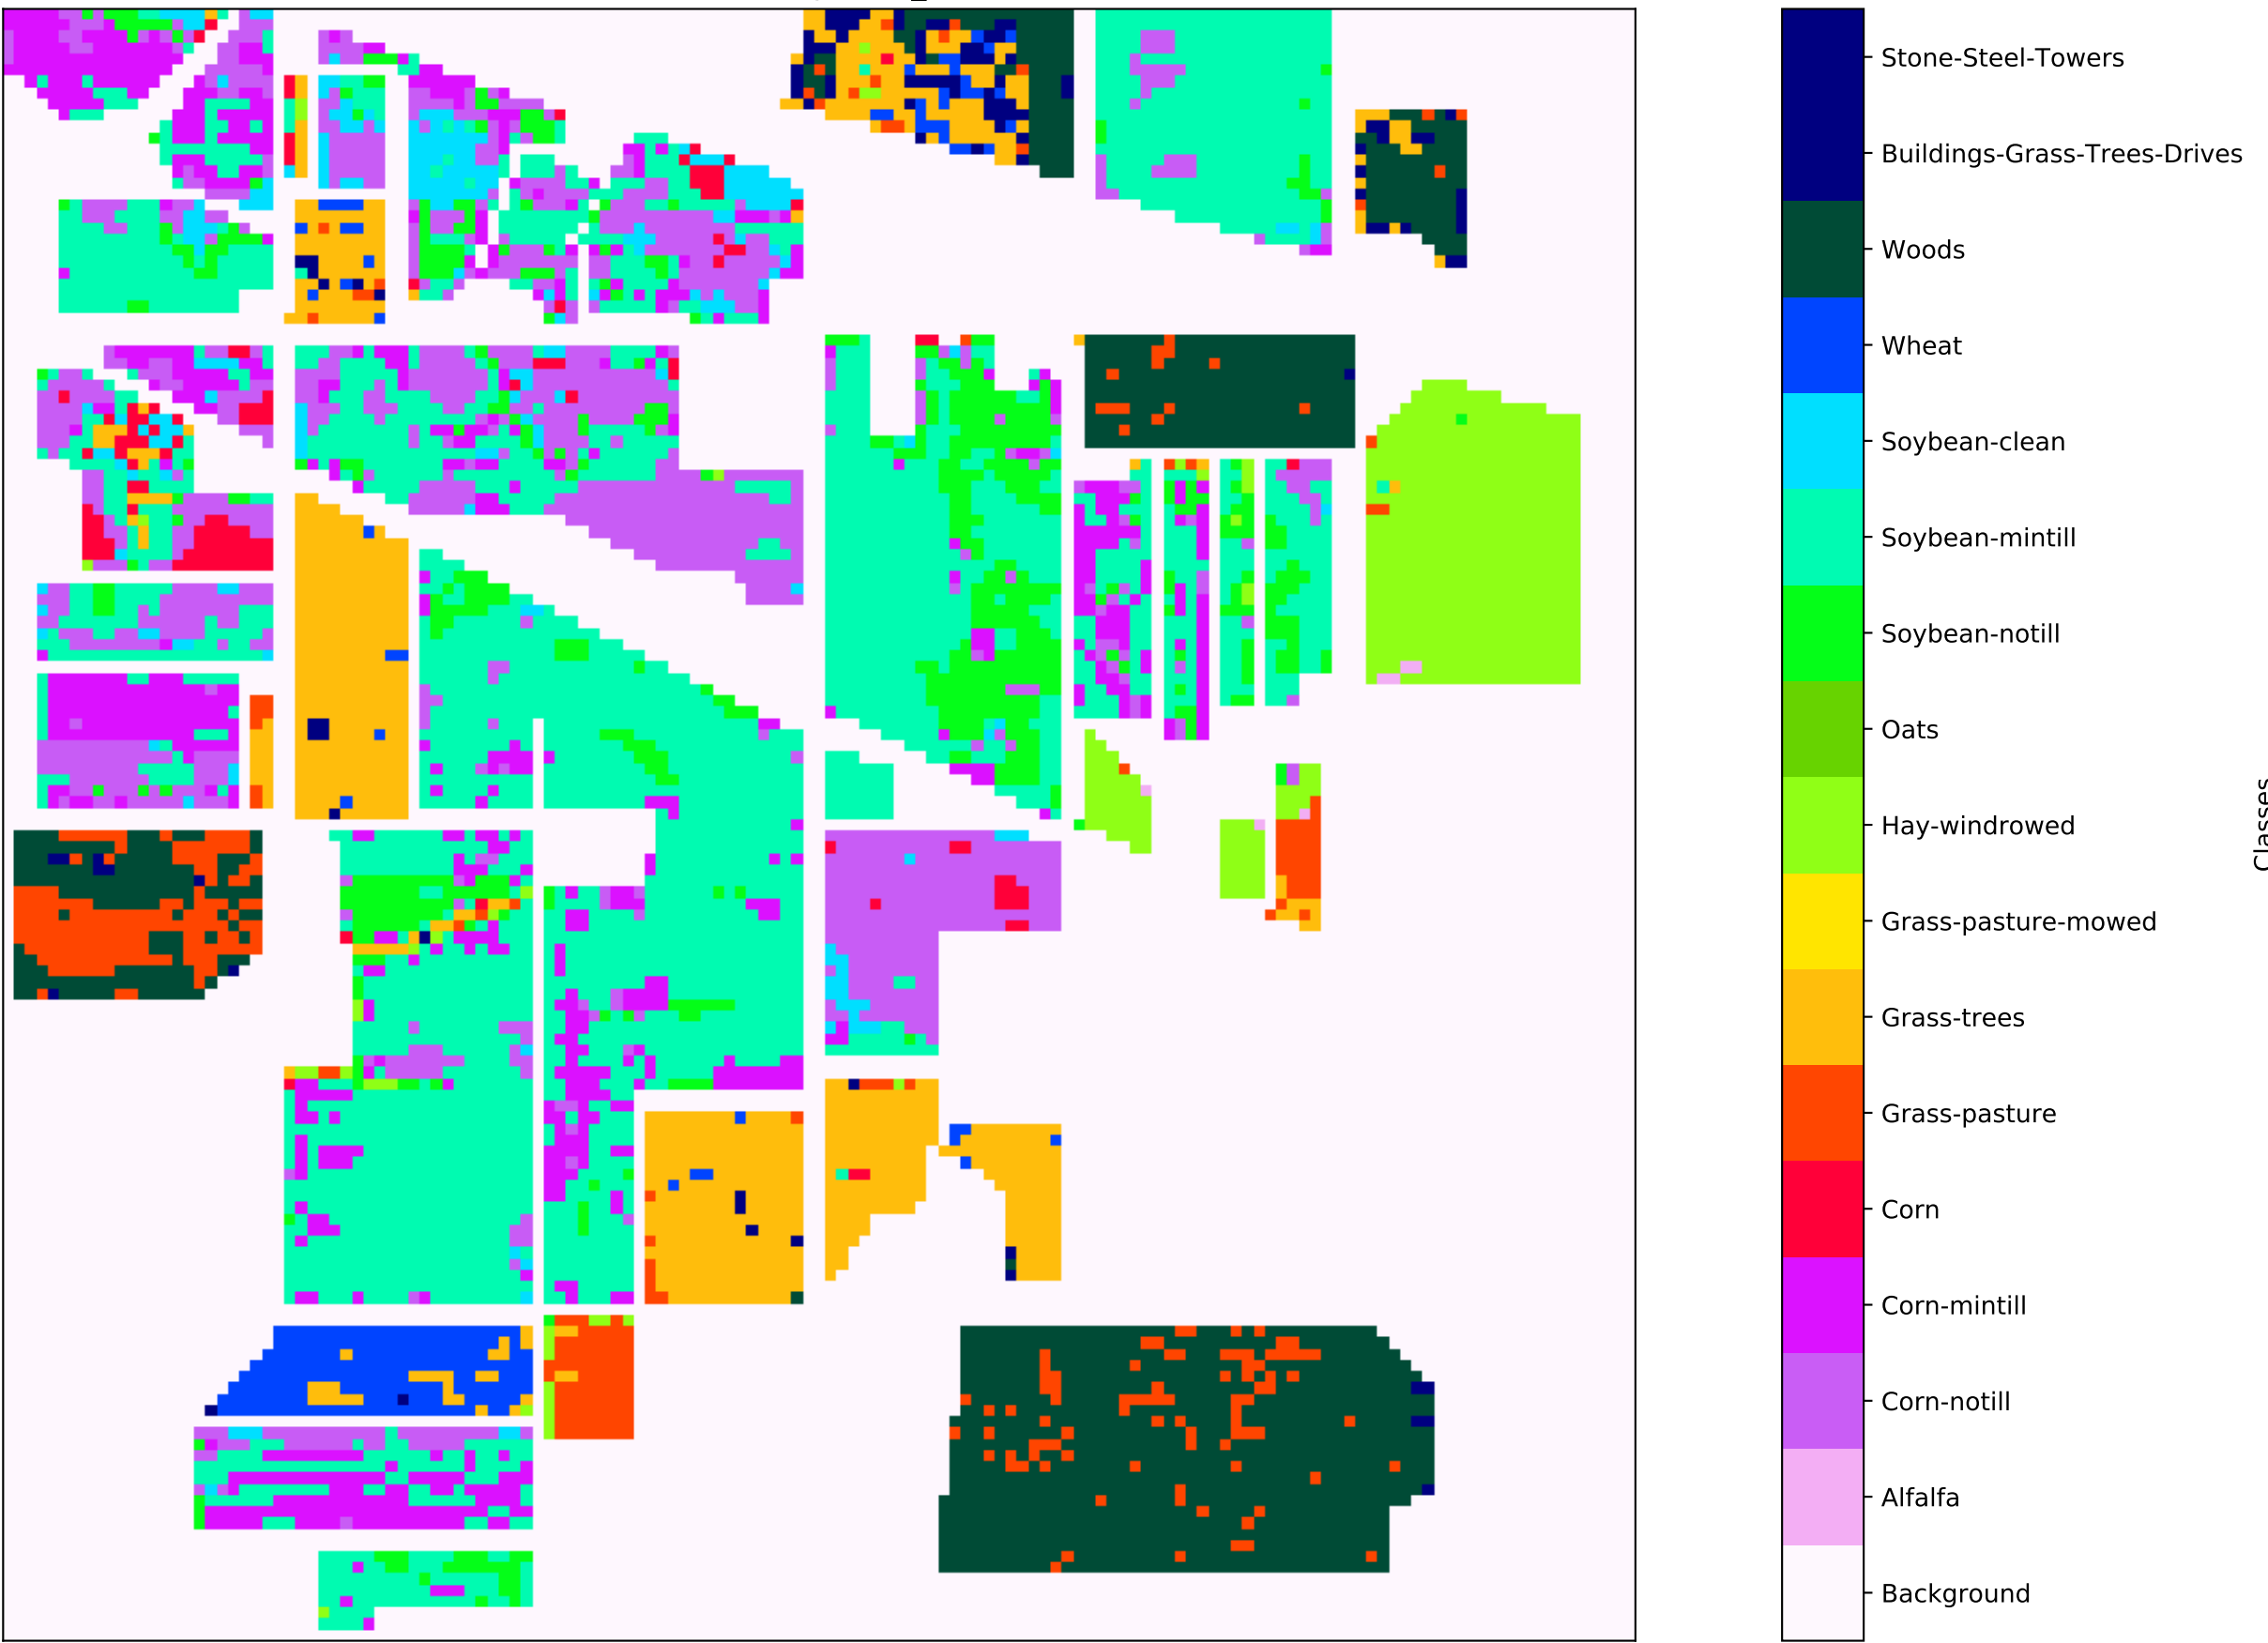 Stone-Steel-Towers
Buildings-Grass-Trees-Drives
Woods
Wheat
Soybean-clean
Soybean-mintill
Soybean-notill
Oats
Hay-windrowed
Grass-pasture-mowed
Grass-trees
Grass-pasture
Corn
Corn-mintill
Corn-notill
Alfalfa
Background
Classes